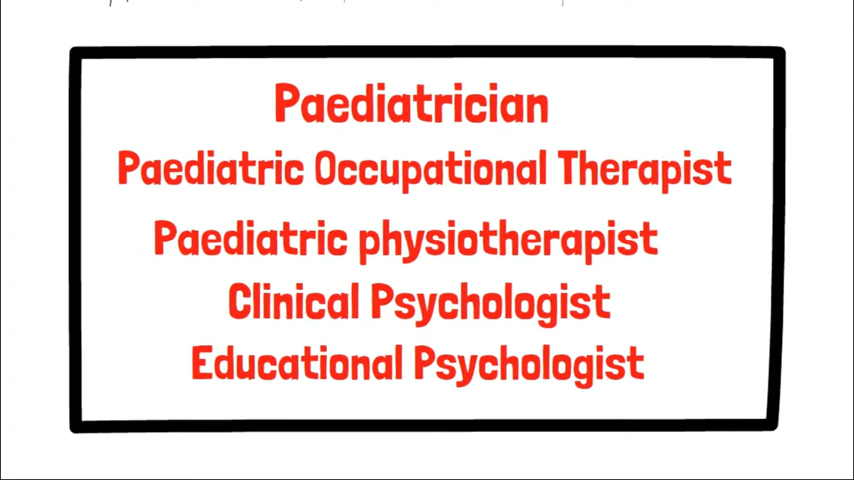 Paediatrician
Paediatric Occupational Therapist
Paediatric physiotherapist
Clinical Psychologist
Educational Psychologist